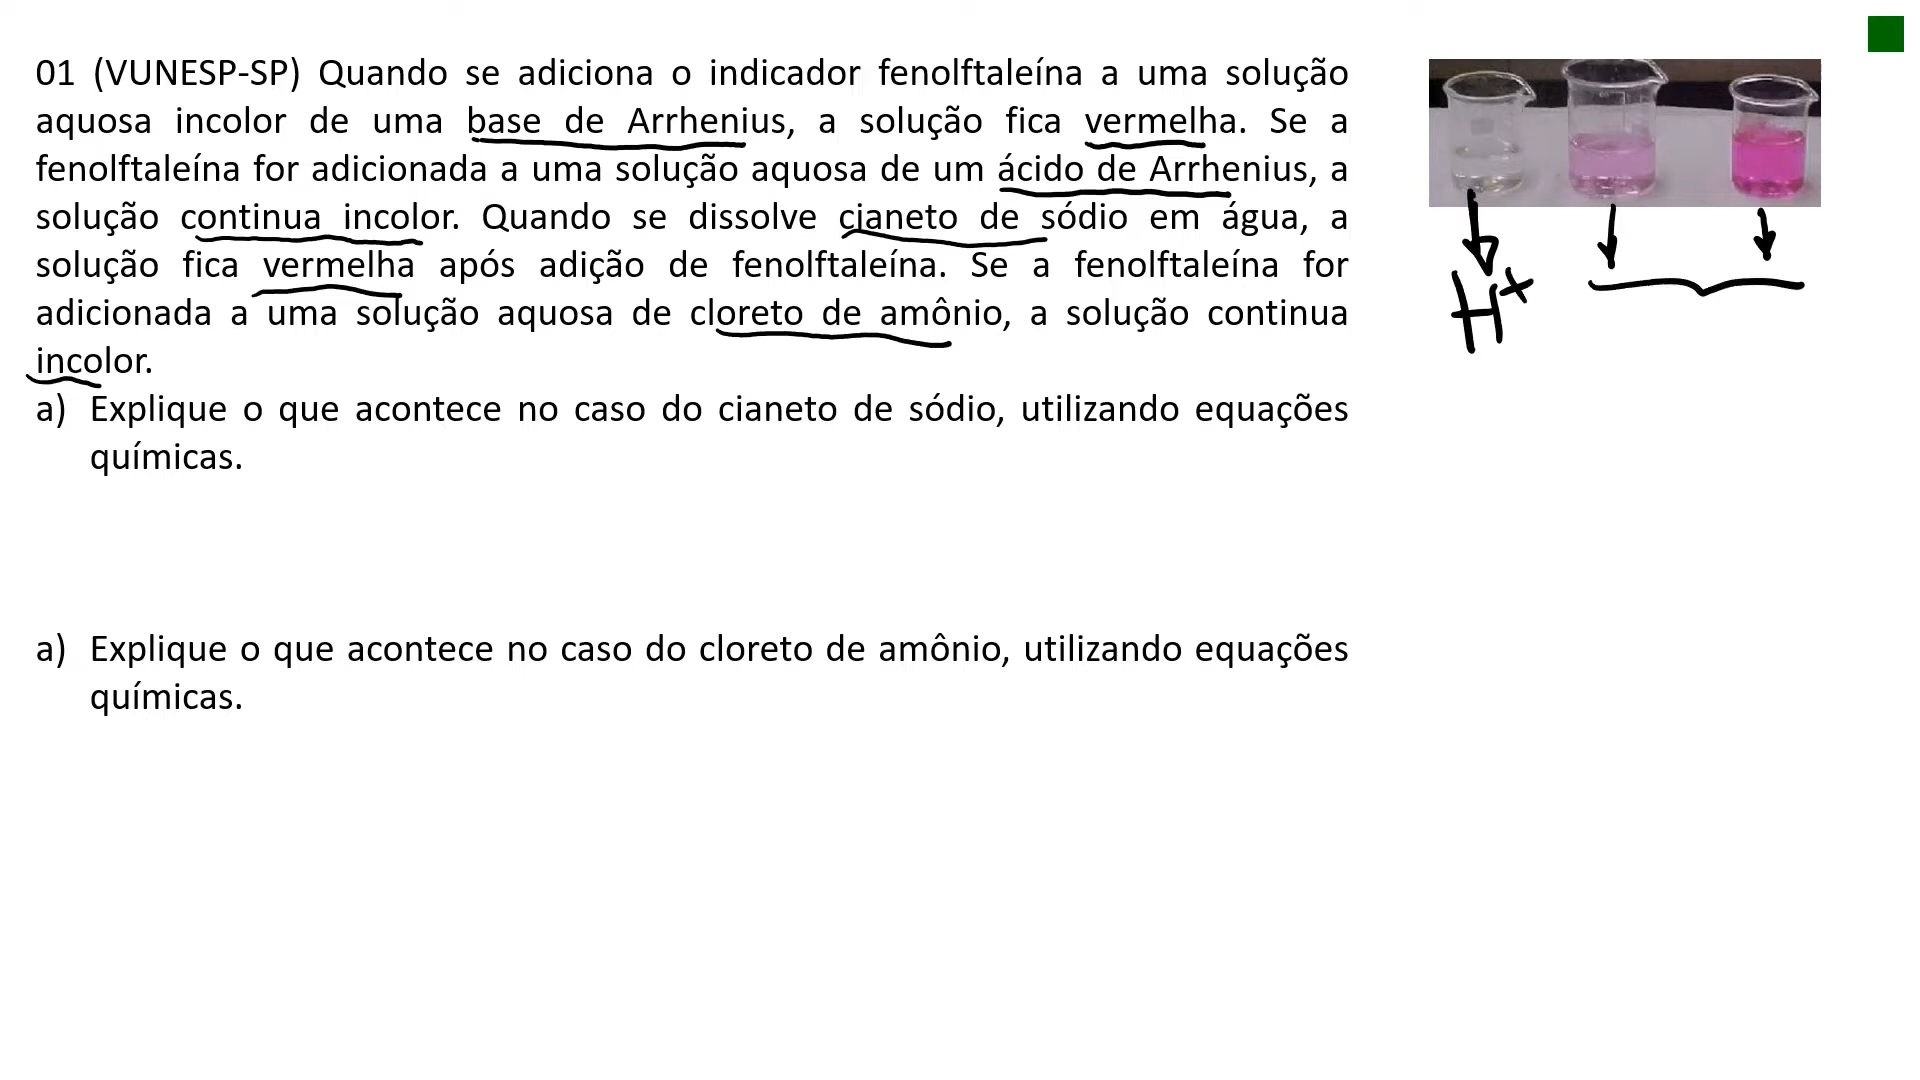 01 (VUNESP-SP) Quando se adiciona o indicador fenolftaleína a uma solução
aquosa incolor de uma base de Arrhenius, a solução fica vermelha. Se a
fenolftaleína for adicionada a uma solução aquosa de um ácido de Arrhenius, a
solução continua incolor. Quando se dissolve cianeto de sódio em água, a
solução fica vermelha após adição de fenolftaleína. Se a fenolftaleína for
adicionada a uma solução aquosa de cloreto de amônio, a solução continua
incolor.
a) Explique o que acontece no caso do cianeto de sódio, utilizando equações
químicas.
a) Explique o que acontece no caso do cloreto de amônio, utilizando equações
químicas.
H+